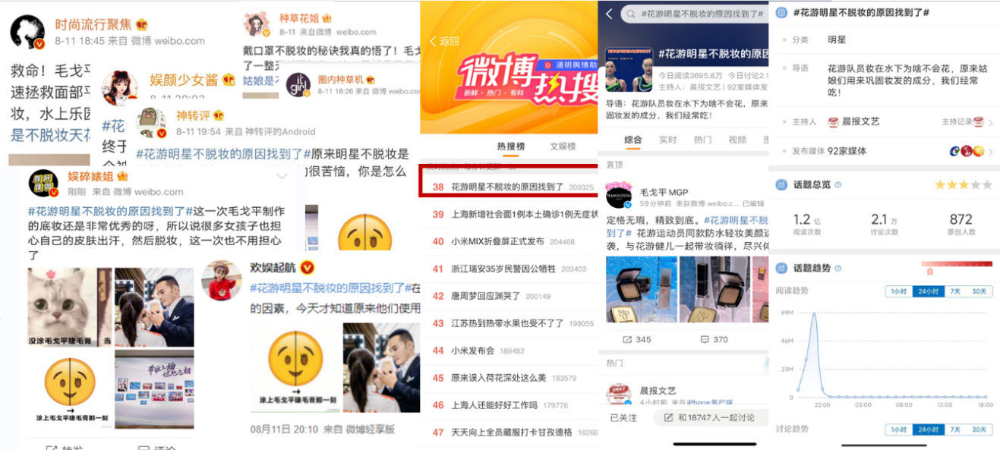 时尚流行聚焦
8-11 18:45 来自 微博 weibo.com
救命！毛戈平
速拯救面部平
妆，水上乐园
是不脱妆天花
种草花姐
8-11 来自 微博 weibo.com
戴口罩不脱妆的秘诀我真的悟了！毛戈
了一整天
姑娘是不
娱颜少女酱
#花
终于
圈内种草机
8-11 18:26 来自 微博 weibo.com
it girl
神转评
8-11 19:54 来自 神转评的Android
#花游明星不脱妆的原因找到了#原来明星不脱妆是
的很苦恼，你是怎么
娱碎婊姐
刚刚 来自 微博 weibo.com
#花游明星不脱妆的原因找到了#这一次毛戈平制作
的底妆还是非常优秀的呀，所以说很多女孩子也担
心自己的皮肤出汗，然后脱妆，这一次也不用担心
了
没涂毛戈平睫毛膏
当
涂上毛戈平睫毛膏那一刻
转发
评论
欢娱起航
#花游明星不脱妆的原因找到了#在
的因素，今天才知道原来他们使用
涂上毛戈平睫毛膏那一刻
08月11日 20:10 来自 微博轻享版
返回
通明舆情助
微博热搜
新鲜·热门·有料
热搜榜 文娱榜
38 花游明星不脱妆的原因找到了 209325
39 上海新增社会面1例本土确诊1例无症状
40 小米MIX折叠屏正式发布 204468
41 浙江瑞安35岁民警因公牺牲 203403
42 唐周梦回应渊哭了 200149
43 江苏热到热带水果也受不了了 198055
44 小米发布会 189482
45 原来误入荷花深处这么美 183579
46 上海人还能好好工作吗 179776
47 天天向上全员藏服打卡甘孜德格 16266
#花游明星不脱妆的原因找到了#
#花游明星不脱妆的原因
今日阅读3695.8万 今日讨论2.1
主持人：晨报文艺 92家媒体发
导语：花游队员妆在水下为啥不会花，原来
固妆发的成分，我们经常吃！
综合 实时 热门 视频
置顶
毛戈平 MGP
59分钟前 来自微博 weibo.c... 已编辑
定格无瑕，精致到底。#花游明星不脱
到了# 花游运动员同款防水轻妆美颜
袭，与花游健儿一起带妆徜徉，尽兴
345
370
热门
晨报文艺
4小时前 来自iPhone客户端
已关注
和18747人一起讨论
#花游明星不脱妆的原因找到了#
分类 明星
导语 花游队员妆在水下为啥不会花，原来姑
娘们用来巩固妆发的成分，我们经常
吃！
主持人 晨报文艺 主持记录
发布媒体 92家媒体
话题总览
1.2 亿
阅读次数
2.1 万
讨论次数
872
原创人数
话题趋势
阅读趋势
1小时 24小时 7天 30天
69M
46M
23M
0
22:00 03:00 08:00 13:00 18:00
讨论趋势
1小时 24小时 7天 30天